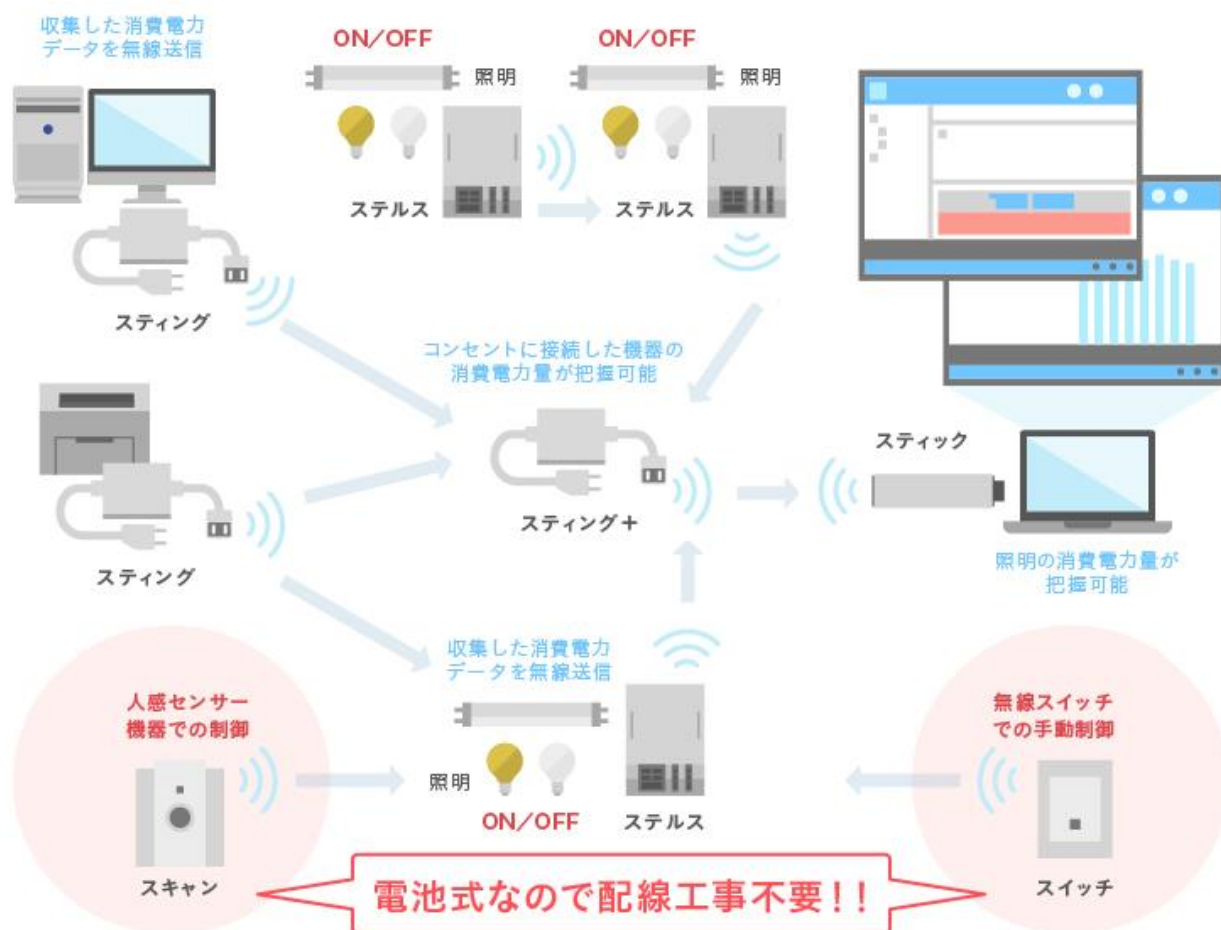 収集した消費電力
データを無線送信
ON/OFF
照明
ステルス
ON/OFF
照明
ステルス
スティング
コンセントに接続した機器の
消費電力量が把握可能
スティング+
スティック
照明の消費電力量が
把握可能
スティング
収集した消費電力
データを無線送信
照明
ON/OFF
ステルス
人感センサー
機器での制御
スキャン
無線スイッチ
での手動制御
スイッチ
電池式なので配線工事不要!!